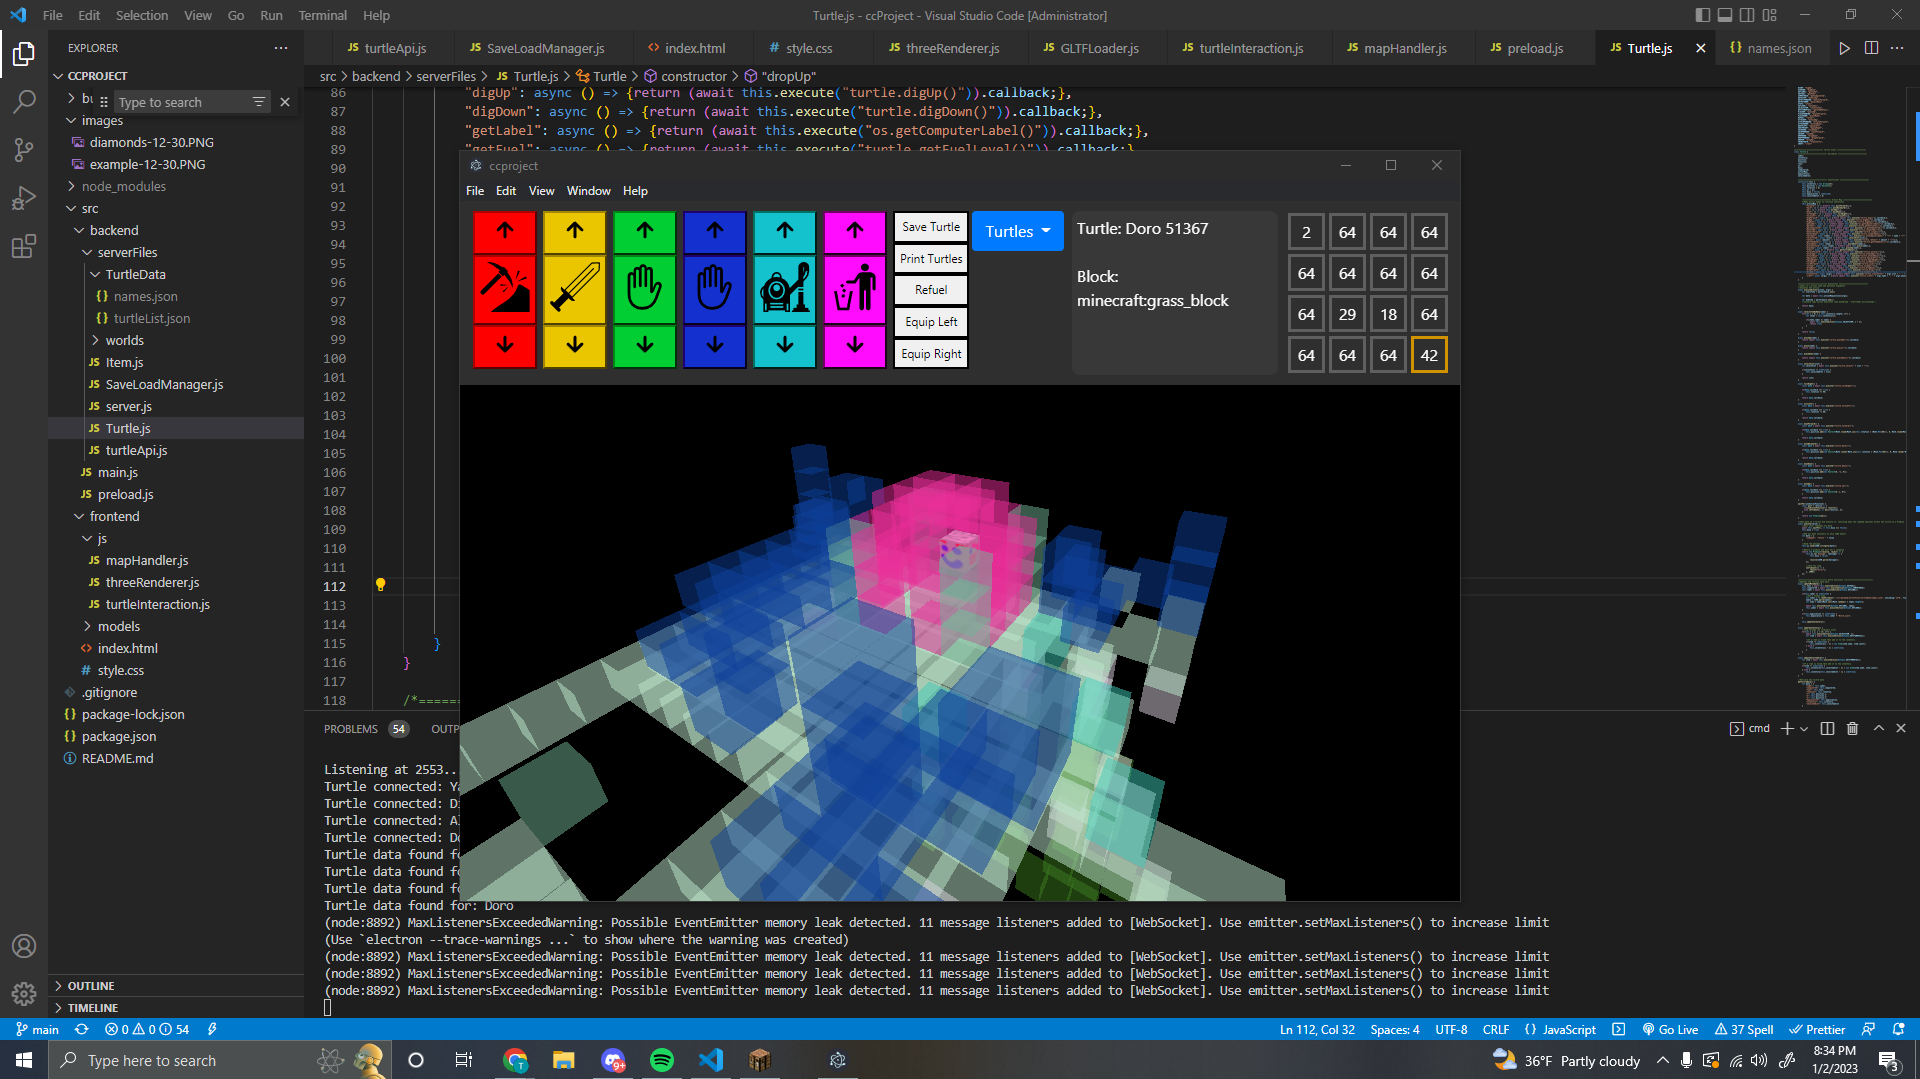 File Edit Selection View Go Run Terminal Help
Turtle.js - ccProject - Visual Studio Code [Administrator]
EXPLORER
turtleApi.js SaveLoadManager.js index.html style.css threeRenderer.js GLTFLoader.js turtleInteraction.js mapHandler.js preload.js Turtle.js names.json
src > backend > serverFiles > JS Turtle.js > Turtle > constructor > "dropUp"
CCPROJECT
Type to search
images
diamonds-12-30.PNG
example-12-30.PNG
node_modules
src
backend
serverFiles
TurtleData
names.json
turtleList.json
worlds
Item.js
SaveLoadManager.js
server.js
Turtle.js
turtleApi.js
main.js
preload.js
frontend
js
mapHandler.js
threeRenderer.js
turtleInteraction.js
models
index.html
style.css
.gitignore
package-lock.json
package.json
README.md
OUTLINE
TIMELINE
86 "digUp": async () => {return (await this.execute("turtle.digUp()")).callback;},
87 "digDown": async () => {return (await this.execute("turtle.digDown()")).callback;},
88 "getLabel": async () => {return (await this.execute("os.getComputerLabel()")).callback;},
89 "getFuel": async () => {return (await this.execute("turtle.getFuelLevel()")).callback;},
90
91
92
93
94
95
96
97
98
99
100
101
102
103
104
105
106
107
108
109
110
111
112
113
114
115 }
116 }
117
118 /*=======
ccproject
File Edit View Window Help
Save Turtle
Print Turtles
Refuel
Equip Left
Equip Right
Turtles
Turtle: Doro 51367
Block:
minecraft:grass_block
2 64 64 64
64 64 64 64
64 29 18 64
64 64 64 42
PROBLEMS 54 OUTP
cmd
Listening at 2553..
Turtle connected: Ya
Turtle connected: D
Turtle connected: A
Turtle connected: Do
Turtle data found fo
Turtle data found fo
Turtle data found fo
Turtle data found for: Doro
(node:8892) MaxListenersExceededWarning: Possible EventEmitter memory leak detected. 11 message listeners added to [WebSocket]. Use emitter.setMaxListeners() to increase limit
(Use `electron --trace-warnings ...` to show where the warning was created)
(node:8892) MaxListenersExceededWarning: Possible EventEmitter memory leak detected. 11 message listeners added to [WebSocket]. Use emitter.setMaxListeners() to increase limit
(node:8892) MaxListenersExceededWarning: Possible EventEmitter memory leak detected. 11 message listeners added to [WebSocket]. Use emitter.setMaxListeners() to increase limit
(node:8892) MaxListenersExceededWarning: Possible EventEmitter memory leak detected. 11 message listeners added to [WebSocket]. Use emitter.setMaxListeners() to increase limit
main 0 0 54
Ln 112, Col 32 Spaces: 4 UTF-8 CRLF {} JavaScript Go Live 37 Spell Prettier
Type here to search
9+
36°F Partly cloudy
8:34 PM
1/2/2023
3